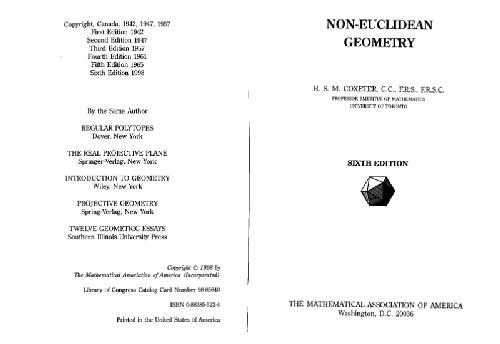 Copyright, Canada, 1942, 1947, 1957
First Edition 1942
Second Edition 1947
Third Edition 1957
Fourth Edition 1961
Fifth Edition 1965
Sixth Edition 1998
By the Same Author
REGULAR POLYTOPES
Dover, New York
THE REAL PROJECTIVE PLANE
Springer-Verlag, New York
INTRODUCTION TO GEOMETRY
Wiley, New York
PROJECTIVE GEOMETRY
Spring-Verlag, New York
TWELVE GEOMETRIC ESSAYS
Southern Illinois University Press
Copyright © 1998 by
The Mathematical Association of America (Incorporated)
Library of Congress Catalog Card Number 98-85640
ISBN 0-88385-522-4
Printed in the United States of America
NON-EUCLIDEAN
GEOMETRY
H. S. M. COXETER, C.C., F.R.S., F.R.S.C.
PROFESSOR EMERITUS OF MATHEMATICS
UNIVERSITY OF TORONTO
SIXTH EDITION
THE MATHEMATICAL ASSOCIATION OF AMERICA
Washington, D.C. 20036